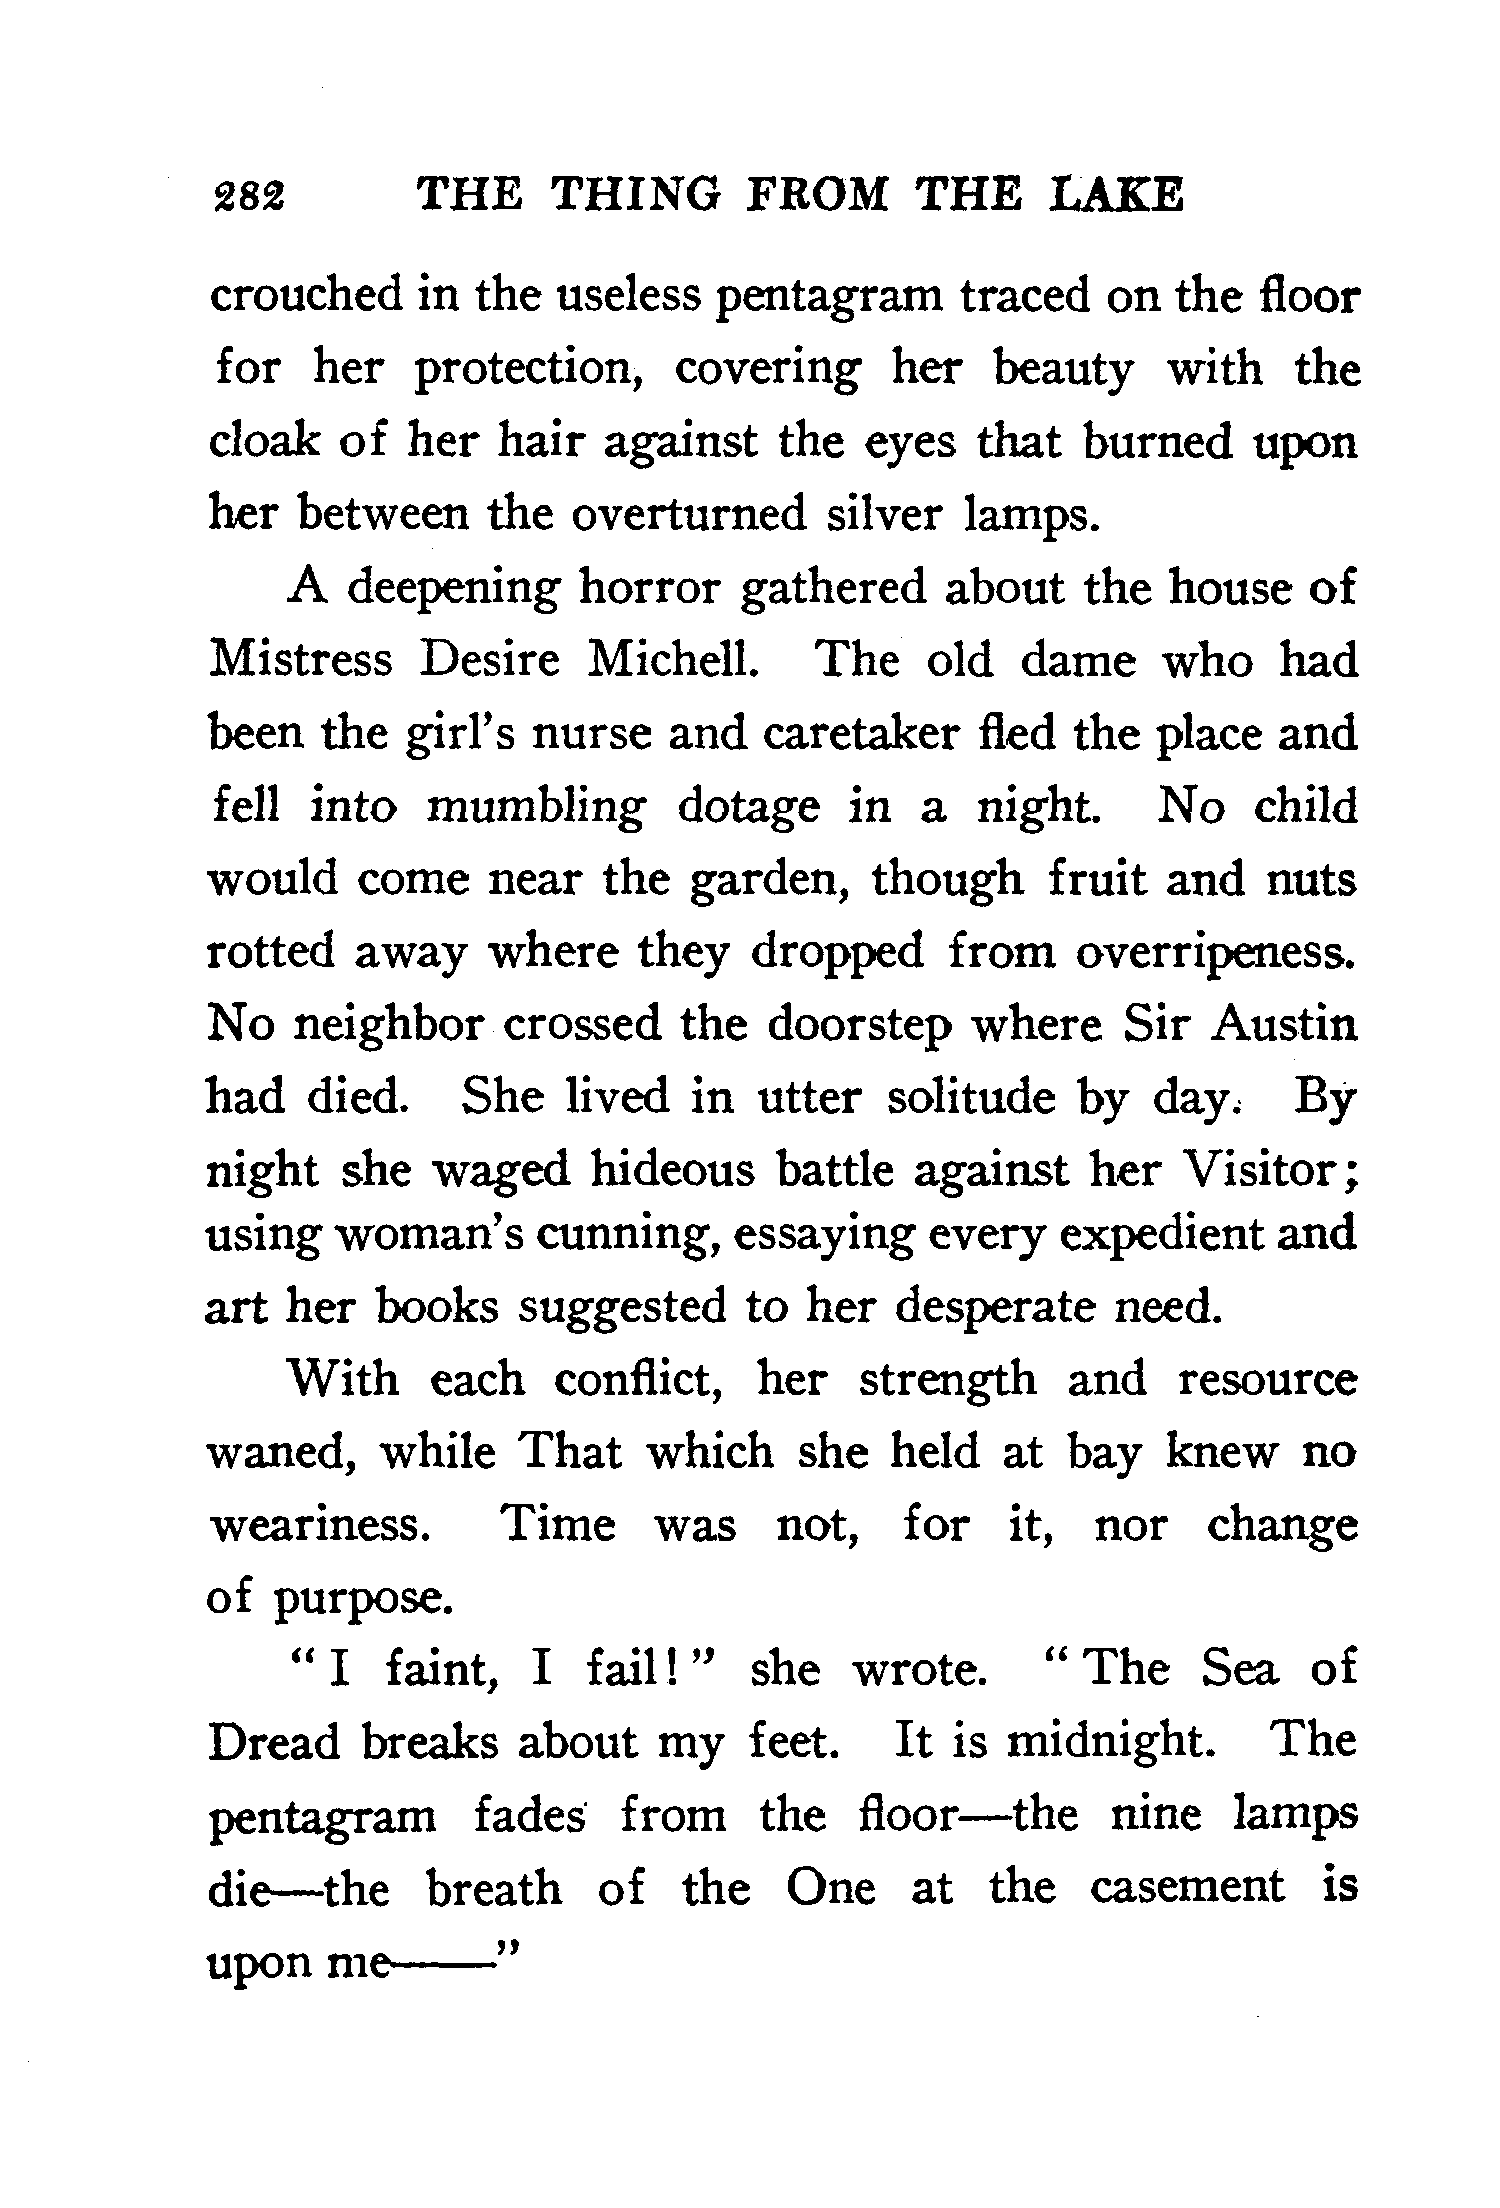 282 THE THING FROM THE LAKE
crouched in the useless pentagram traced on the floor
for her protection, covering her beauty with the
cloak of her hair against the eyes that burned upon
her between the overturned silver lamps.
A deepening horror gathered about the house of
Mistress Desire Michell. The old dame who had
been the girl's nurse and caretaker fled the place and
fell into mumbling dotage in a night. No child
would come near the garden, though fruit and nuts
rotted away where they dropped from overripeness.
No neighbor crossed the doorstep where Sir Austin
had died. She lived in utter solitude by day. By
night she waged hideous battle against her Visitor;
using woman's cunning, essaying every expedient and
art her books suggested to her desperate need.
With each conflict, her strength and resource
waned, while That which she held at bay knew no
weariness. Time was not, for it, nor change
of purpose.
"I faint, I fail!" she wrote. "The Sea of
Dread breaks about my feet. It is midnight. The
pentagram fades from the floor—the nine lamps
die—the breath of the One at the casement is
upon me——"